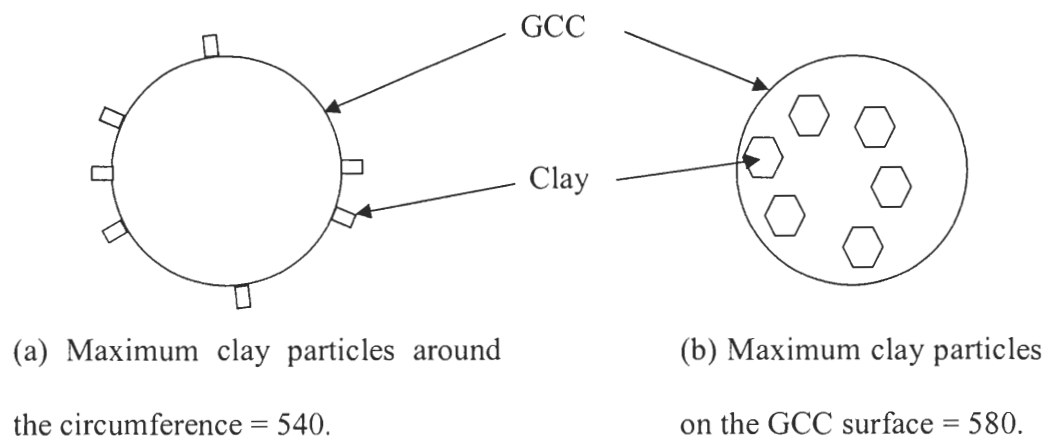 GCC
Clay
(a) Maximum clay particles around
the circumference = 540.
(b) Maximum clay particles
on the GCC surface = 580.